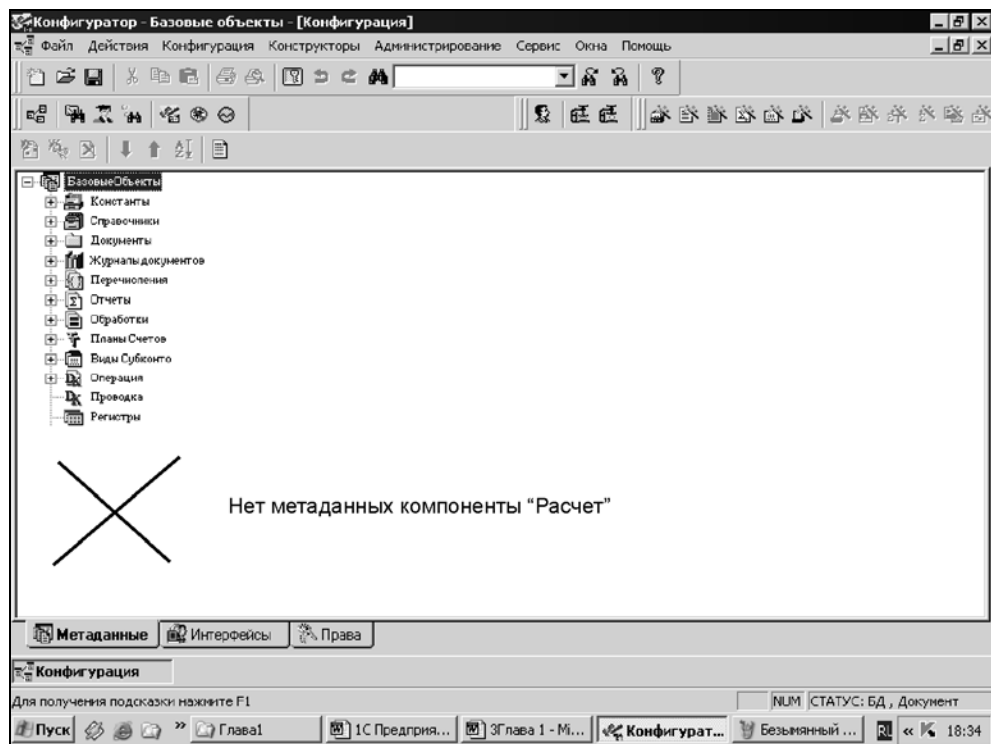 Конфигуратор - Базовые объекты - [Конфигурация]
Файл Действия Конфигурация Конструкторы Администрирование Сервис Окна Помощь
БазовыеОбъекты
Константы
Справочники
Документы
Журналы документов
Перечисления
Отчеты
Обработки
Планы Счетов
Виды Субконто
Операция
Проводка
Регистры
Нет метаданных компоненты “Расчет”
Метаданные Интерфейсы Права
Конфигурация
Для получения подсказки нажмите F1 NUM СТАТУС: БД , Документ
Пуск » Глава1 1С Предприя... 3Глава 1 - Mi... Конфигурат... Безымянный ... RU « 18:34